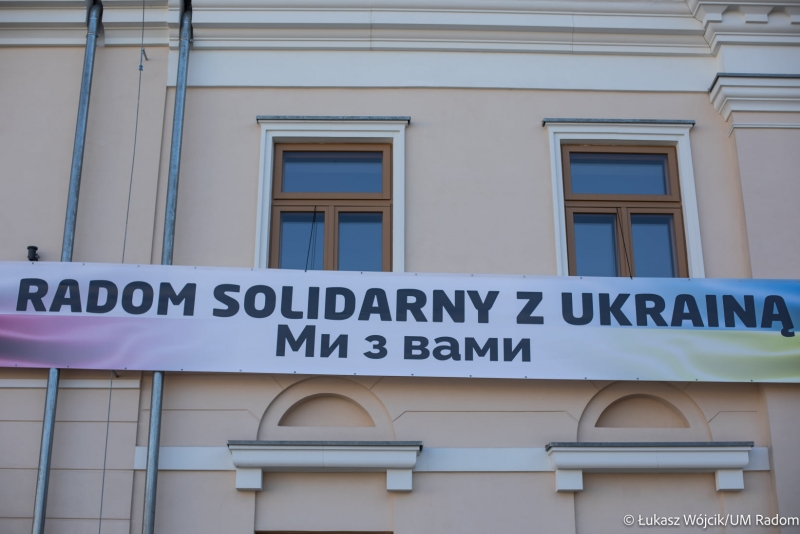 RADOM SOLIDARNY Z UKRAINĄ
Ми з вами
© Łukasz Wójcik/UM Radom